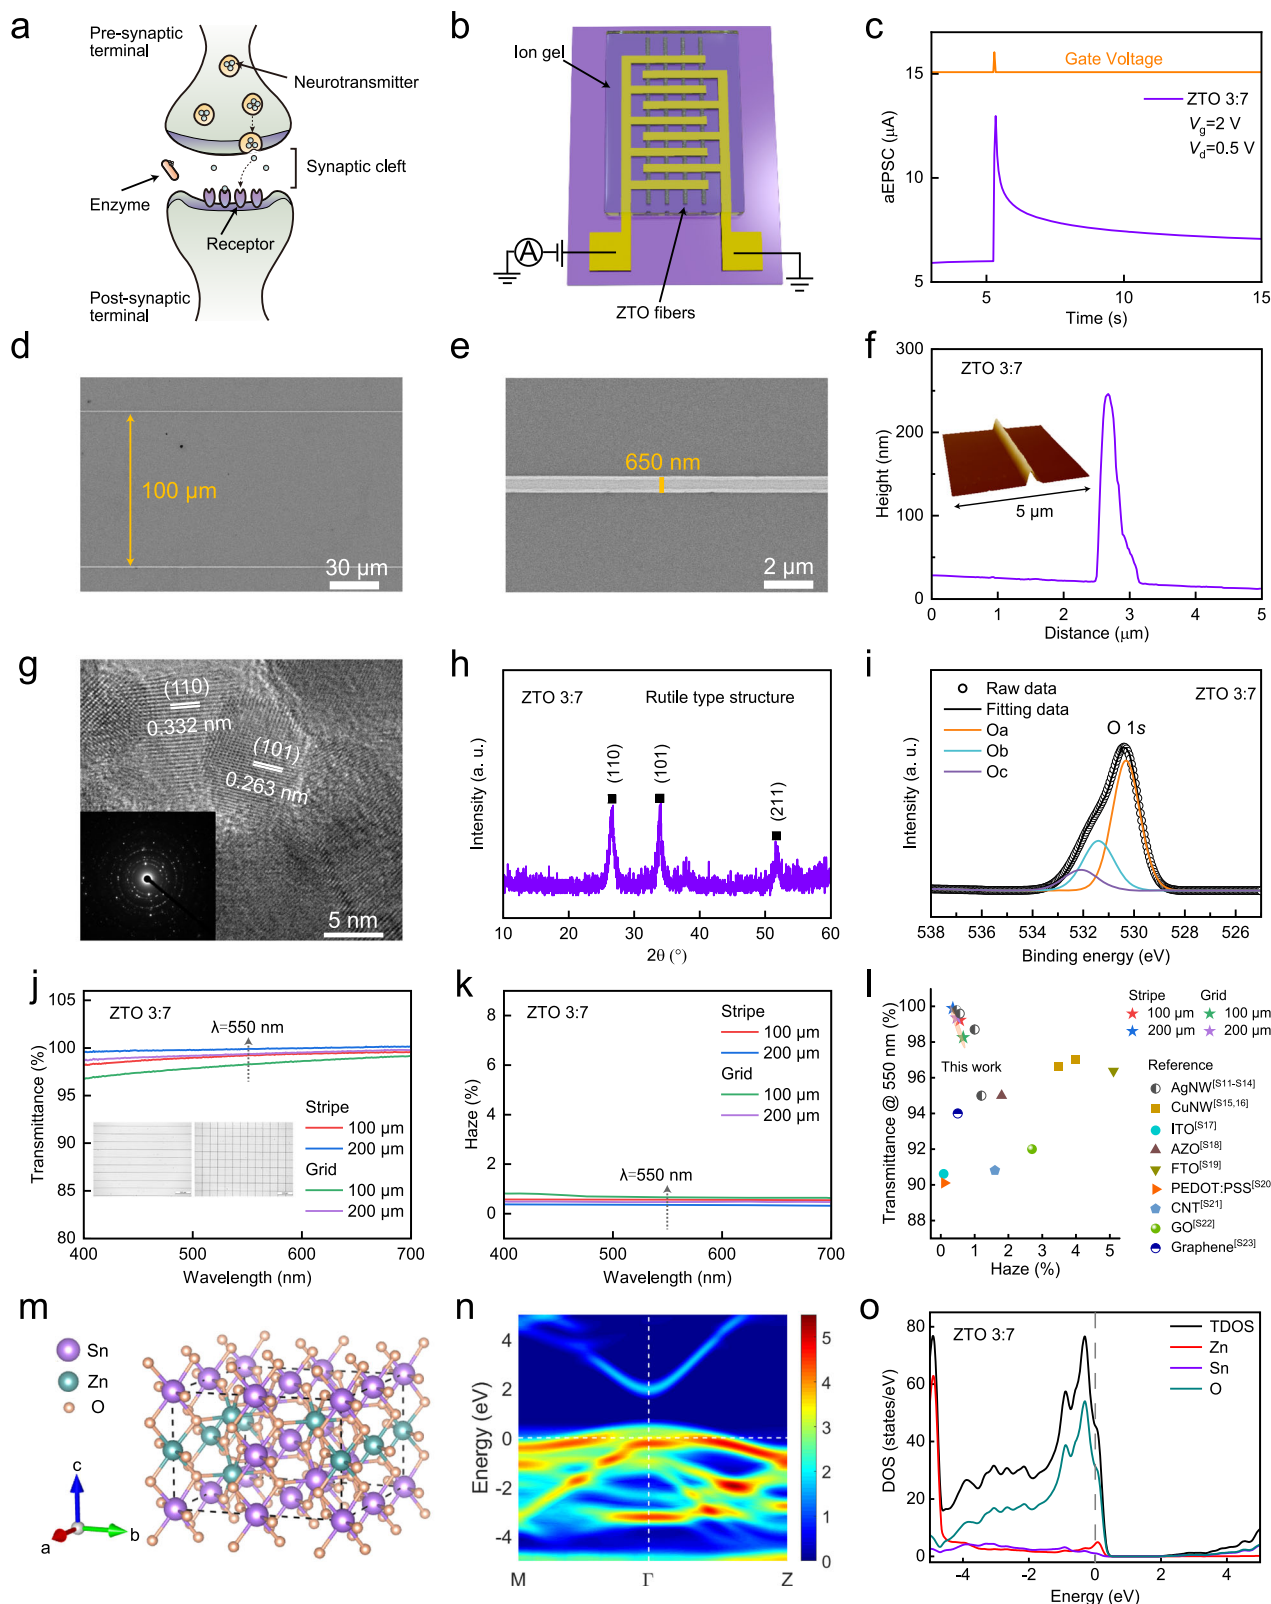 a
Pre-synaptic
terminal
Neurotransmitter
Synaptic cleft
Enzyme
Receptor
Post-synaptic
terminal
b
Ion gel
A
ZTO fibers
c
Gate Voltage
ZTO 3:7
Vg=2 V
Vd=0.5 V
aEPSC (μA)
15
10
5
5 10 15
Time (s)
d
100 μm
30 μm
e
650 nm
2 μm
f
ZTO 3:7
Height (nm)
300
200
100
0
5 μm
0 1 2 3 4 5
Distance (μm)
g
(110)
0.332 nm
(101)
0.263 nm
5 nm
h
ZTO 3:7 Rutile type structure
Intensity (a. u.)
(110)
(101)
(211)
10 20 30 40 50 60
2θ (°)
i
Raw data
Fitting data
Oa
Ob
Oc
ZTO 3:7
O 1s
Intensity (a. u.)
538 536 534 532 530 528 526
Binding energy (eV)
j
ZTO 3:7
λ=550 nm
Transmittance (%)
105
100
95
90
85
80
Stripe
100 μm
200 μm
Grid
100 μm
200 μm
400 500 600 700
Wavelength (nm)
k
ZTO 3:7
Haze (%)
8
6
4
2
0
Stripe
100 μm
200 μm
Grid
100 μm
200 μm
λ=550 nm
400 500 600 700
Wavelength (nm)
l
Transmittance @ 550 nm (%)
100
98
96
94
92
90
88
This work
0 1 2 3 4 5
Haze (%)
Stripe Grid
100 μm 100 μm
200 μm 200 μm
Reference
AgNW[S11-S14]
CuNW[S15,16]
ITO[S17]
AZO[S18]
FTO[S19]
PEDOT:PSS[S20
CNT[S21]
GO[S22]
Graphene[S23]
m
Sn
Zn
O
c
b
a
n
Energy (eV)
2
0
-2
-4
M Γ Z
5
4
3
2
1
0
o
ZTO 3:7
TDOS
Zn
Sn
O
DOS (states/eV)
80
60
40
20
0
-4 -2 0 2 4
Energy (eV)